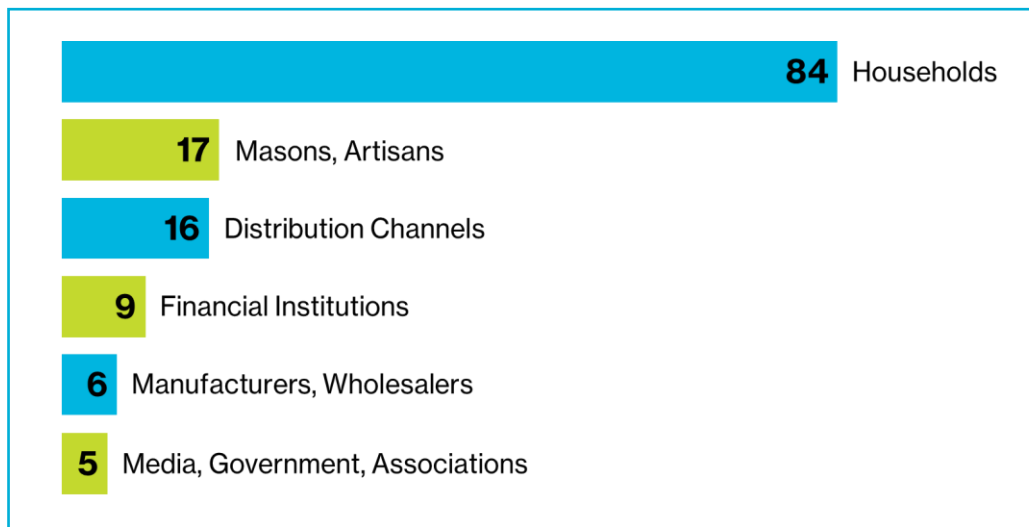 84 Households
17 Masons, Artisans
16 Distribution Channels
9 Financial Institutions
6 Manufacturers, Wholesalers
5 Media, Government, Associations